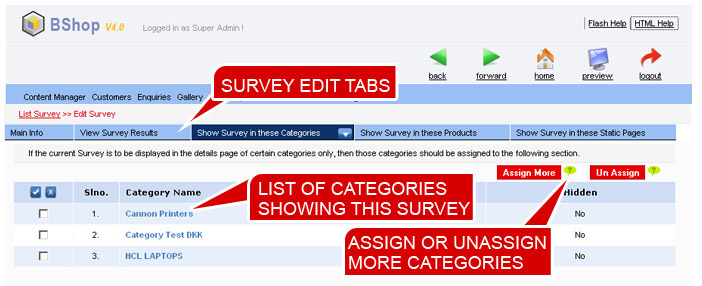 BShop V4.0
Logged in as Super Admin !
Flash Help HTML Help
back forward home preview logout
SURVEY EDIT TABS
Content Manager Customers Enquiries Gallery
List Survey >> Edit Survey
Main Info View Survey Results Show Survey in these Categories Show Survey in these Products Show Survey in these Static Pages
If the current Survey is to be displayed in the details page of certain categories only, then those categories should be assigned to the following section.
Assign More ? Un Assign ?
X Slno. Category Name Hidden
LIST OF CATEGORIES
SHOWING THIS SURVEY
1. Cannon Printers No
2. Category Test DKK No
ASSIGN OR UNASSIGN
MORE CATEGORIES
3. HCL LAPTOPS No